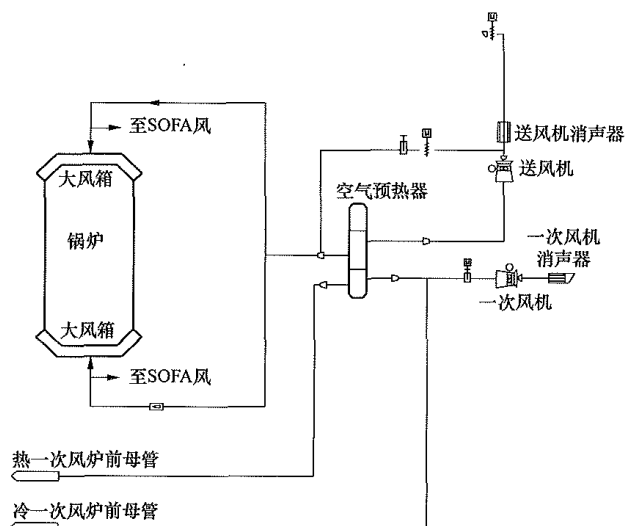 M
至SOFA风
送风机消声器
M
大风箱
送风机
空气预热器
锅炉
一次风机
消声器
M
一次风机
大风箱
至SOFA风
热一次风炉前母管
冷一次风炉前母管